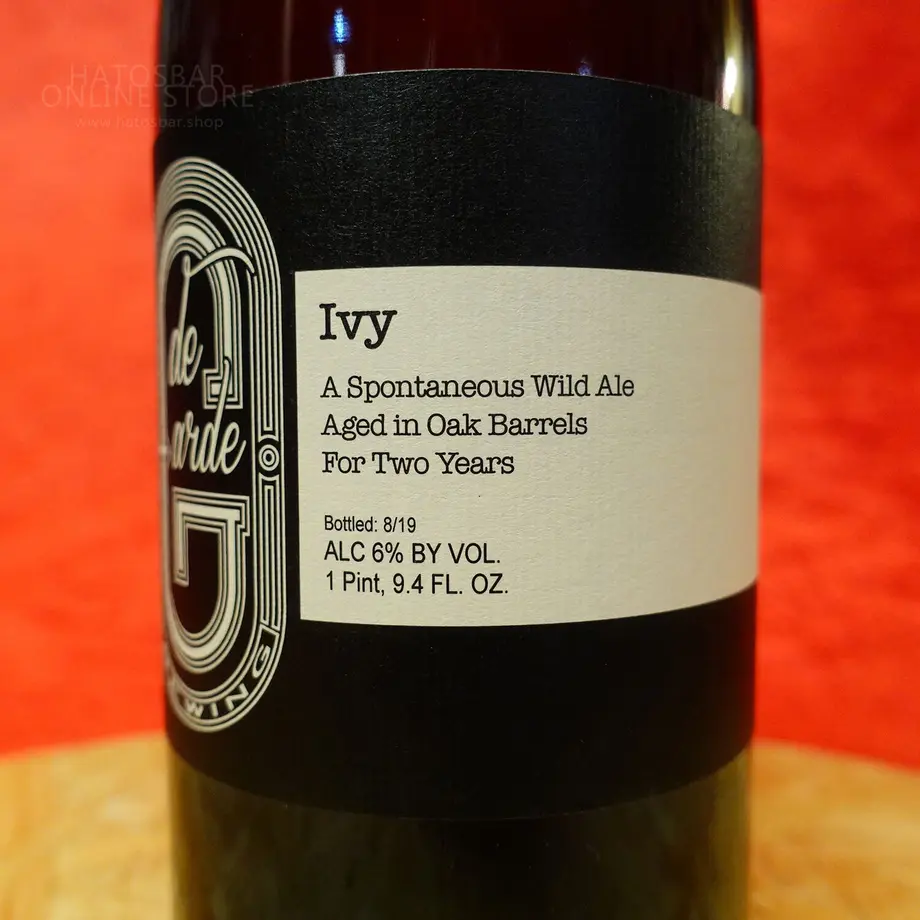 HATOSBAR
ONLINE STORE
www.hatosbar.shop
de
Garde
Ivy
A Spontaneous Wild Ale
Aged in Oak Barrels
For Two Years
Bottled: 8/19
ALC 6% BY VOL.
1 Pint, 9.4 FL. OZ.